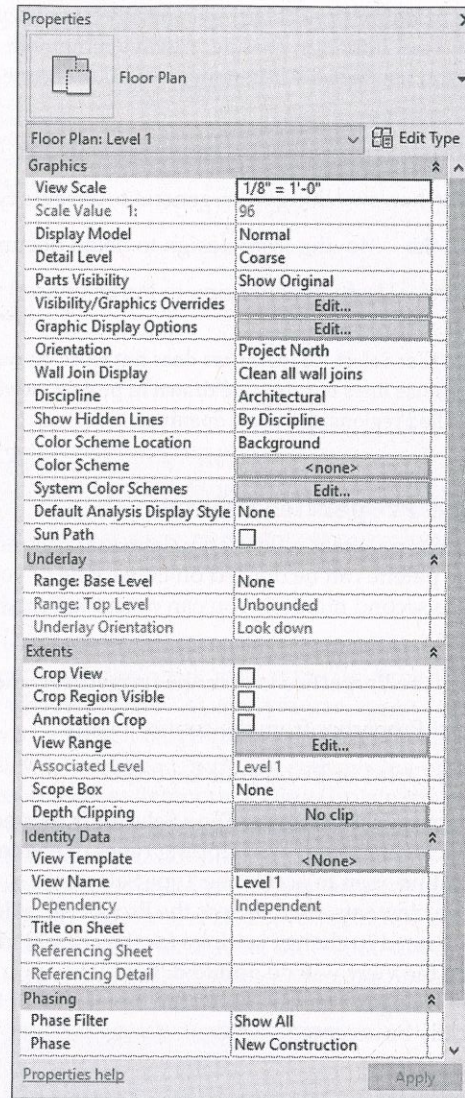 Properties
Floor Plan
Floor Plan: Level 1 Edit Type
Graphics
View Scale 1/8" = 1'-0"
Scale Value 1: 96
Display Model Normal
Detail Level Coarse
Parts Visibility Show Original
Visibility/Graphics Overrides Edit...
Graphic Display Options Edit...
Orientation Project North
Wall Join Display Clean all wall joins
Discipline Architectural
Show Hidden Lines By Discipline
Color Scheme Location Background
Color Scheme <none>
System Color Schemes Edit...
Default Analysis Display Style None
Sun Path
Underlay
Range: Base Level None
Range: Top Level Unbounded
Underlay Orientation Look down
Extents
Crop View
Crop Region Visible
Annotation Crop
View Range Edit...
Associated Level Level 1
Scope Box None
Depth Clipping No clip
Identity Data
View Template <None>
View Name Level 1
Dependency Independent
Title on Sheet
Referencing Sheet
Referencing Detail
Phasing
Phase Filter Show All
Phase New Construction
Properties help Apply